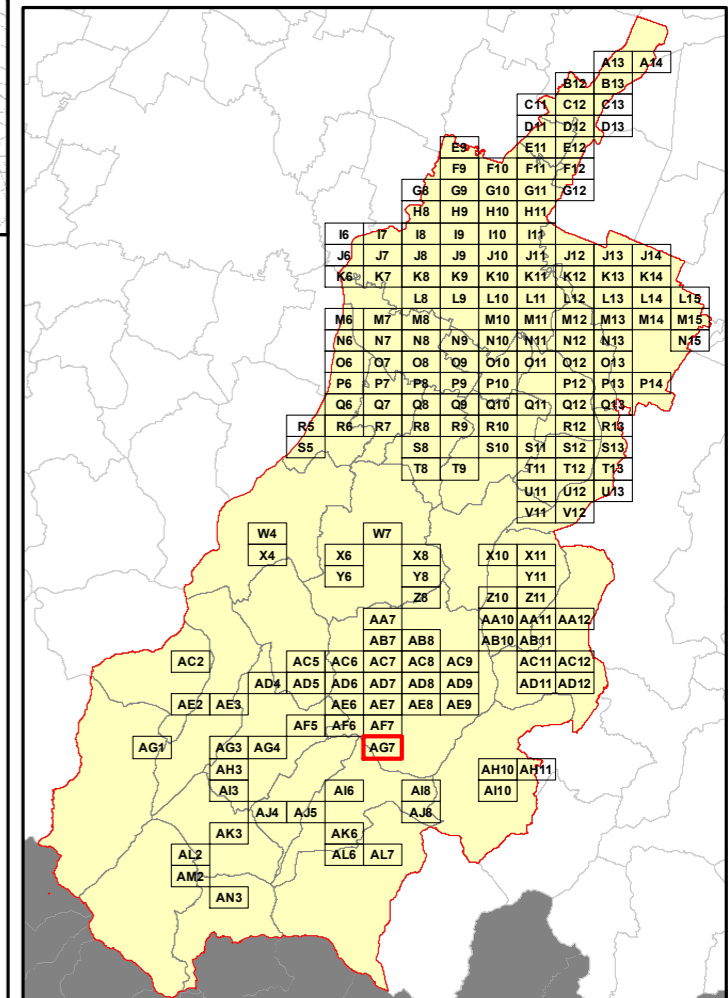 A13 A14
B12 B13
C11 C12 C13
D11 D12 D13
E9 E11 E12
F9 F10 F11 F12
G8 G9 G10 G11 G12
H8 H9 H10 H11
I6 I7 I8 I9 I10 I11
J6 J7 J8 J9 J10 J11 J12 J13 J14
K6 K7 K8 K9 K10 K11 K12 K13 K14
L8 L9 L10 L11 L12 L13 L14 L15
M6 M7 M8 M10 M11 M12 M13 M14 M15
N6 N7 N8 N9 N10 N11 N12 N13 N15
O6 O7 O8 O9 O10 O11 O12 O13
P6 P7 P8 P9 P10 P12 P13 P14
Q6 Q7 Q8 Q9 Q10 Q11 Q12 Q13
R5 R6 R7 R8 R9 R10 R12 R13
S5 S8 S10 S11 S12 S13
T8 T9 T11 T12 T13
U11 U12 U13
V11 V12
W4 W7
X4 X6 X8 X10 X11
Y6 Y8 Y11
Z8 Z10 Z11
AA7 AA10 AA11 AA12
AB7 AB8 AB10 AB11
AC2 AC5 AC6 AC7 AC8 AC9 AC11 AC12
AD4 AD5 AD6 AD7 AD8 AD9 AD11 AD12
AE2 AE3 AE6 AE7 AE8 AE9
AF5 AF6 AF7
AG1 AG3 AG4 AG7
AH3 AH10 AH11
AI3 AI6 AI8 AI10
AJ4 AJ5 AJ8
AK3 AK6
AL2 AL6 AL7
AM2
AN3